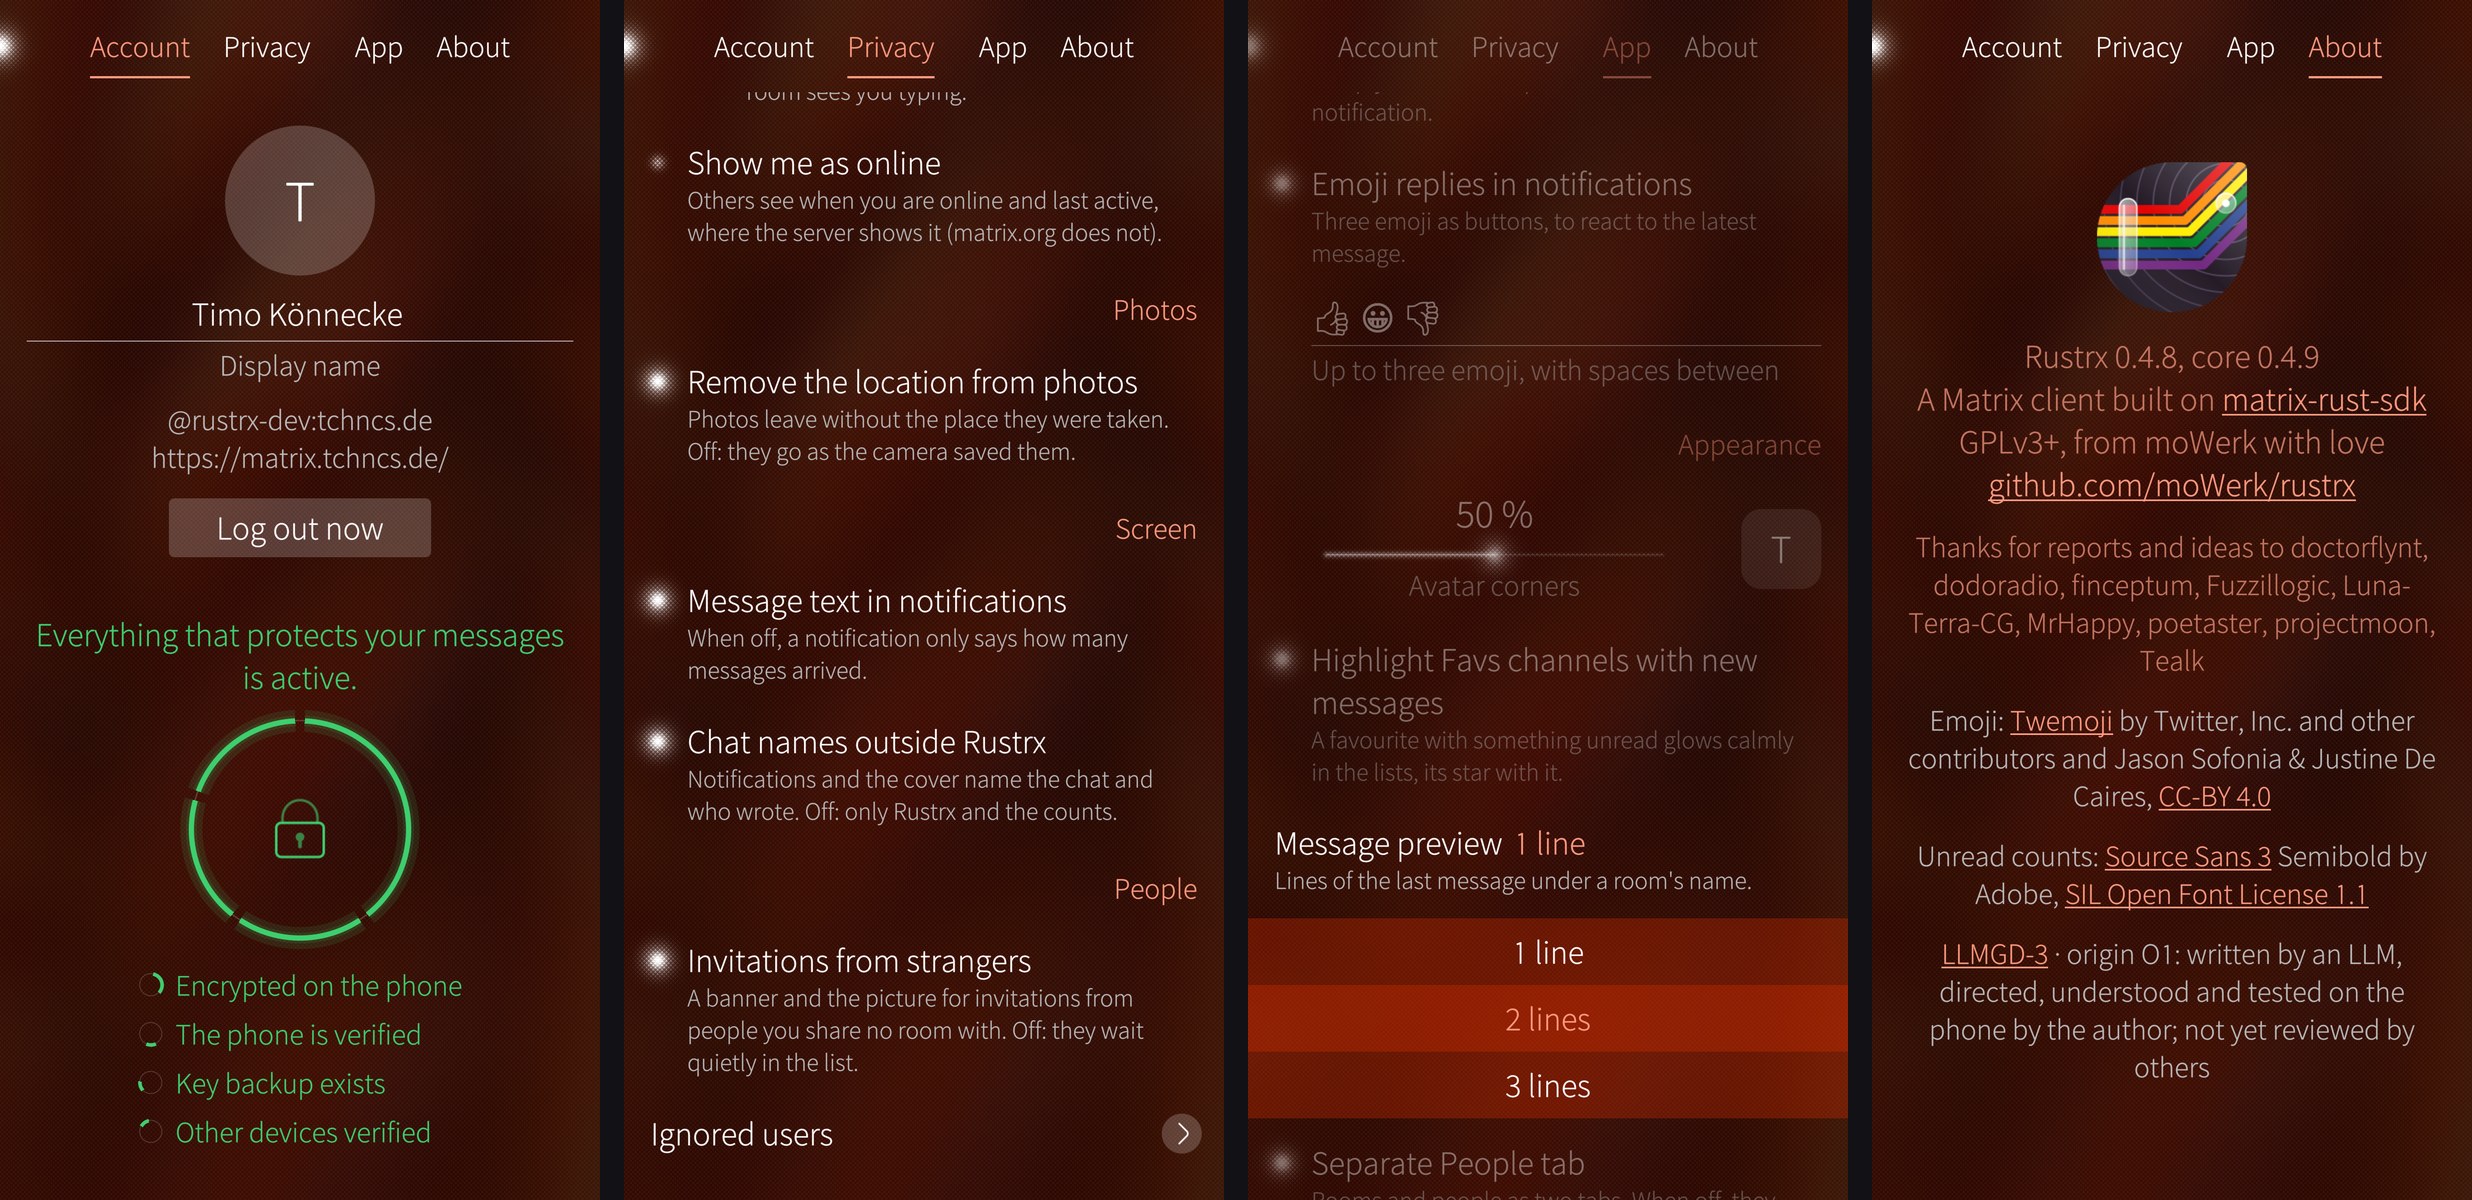 Account Privacy App About
T
Timo Könnecke
Display name
@rustrx-dev:tchncs.de
https://matrix.tchncs.de/
Log out now
Everything that protects your messages
is active.
Encrypted on the phone
The phone is verified
Key backup exists
Other devices verified
Account Privacy App About
room sees you typing.
Show me as online
Others see when you are online and last active,
where the server shows it (matrix.org does not).
Photos
Remove the location from photos
Photos leave without the place they were taken.
Off: they go as the camera saved them.
Screen
Message text in notifications
When off, a notification only says how many
messages arrived.
Chat names outside Rustrx
Notifications and the cover name the chat and
who wrote. Off: only Rustrx and the counts.
People
Invitations from strangers
A banner and the picture for invitations from
people you share no room with. Off: they wait
quietly in the list.
Ignored users
Account Privacy App About
notification.
Emoji replies in notifications
Three emoji as buttons, to react to the latest
message.
👍 😀 👎
Up to three emoji, with spaces between
Appearance
50 %
T
Avatar corners
Highlight Favs channels with new
messages
A favourite with something unread glows calmly
in the lists, its star with it.
Message preview 1 line
Lines of the last message under a room's name.
1 line
2 lines
3 lines
Separate People tab
Rooms and people as two tabs. When off, they
Account Privacy App About
Rustrx 0.4.8, core 0.4.9
A Matrix client built on matrix-rust-sdk
GPLv3+, from moWerk with love
github.com/moWerk/rustrx
Thanks for reports and ideas to doctorflynt,
dodoradio, finceptum, Fuzzillogic, Luna-
Terra-CG, MrHappy, poetaster, projectmoon,
Tealk
Emoji: Twemoji by Twitter, Inc. and other
contributors and Jason Sofonia & Justine De
Caires, CC-BY 4.0
Unread counts: Source Sans 3 Semibold by
Adobe, SIL Open Font License 1.1
LLMGD-3 · origin O1: written by an LLM,
directed, understood and tested on the
phone by the author; not yet reviewed by
others